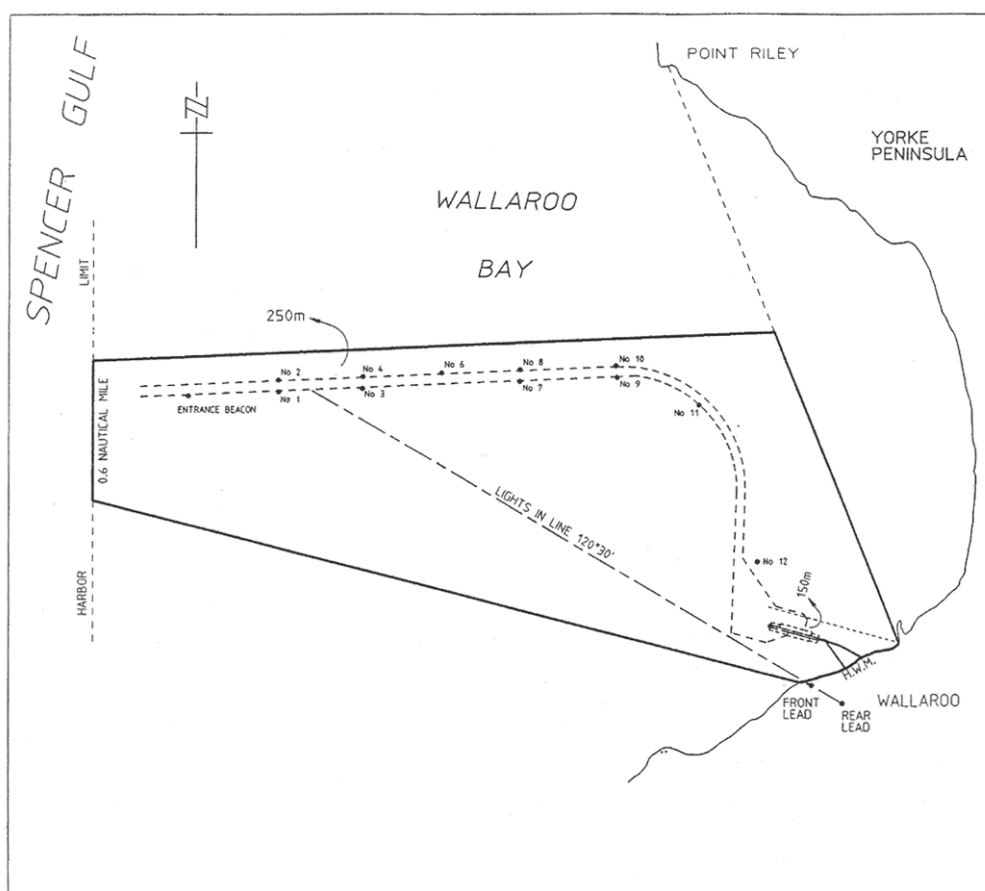 SPENCER GULF
N
POINT RILEY
YORKE
PENINSULA
WALLAROO
BAY
LIMIT
250m
No 2
No 4
No 6
No 8
No 10
No 1
No 3
No 7
No 9
No 11
ENTRANCE BEACON
0.6 NAUTICAL MILE
LIGHTS IN LINE 120°30'
No 12
150m
HARBOR
H.W.M.
FRONT
LEAD
REAR
LEAD
WALLAROO